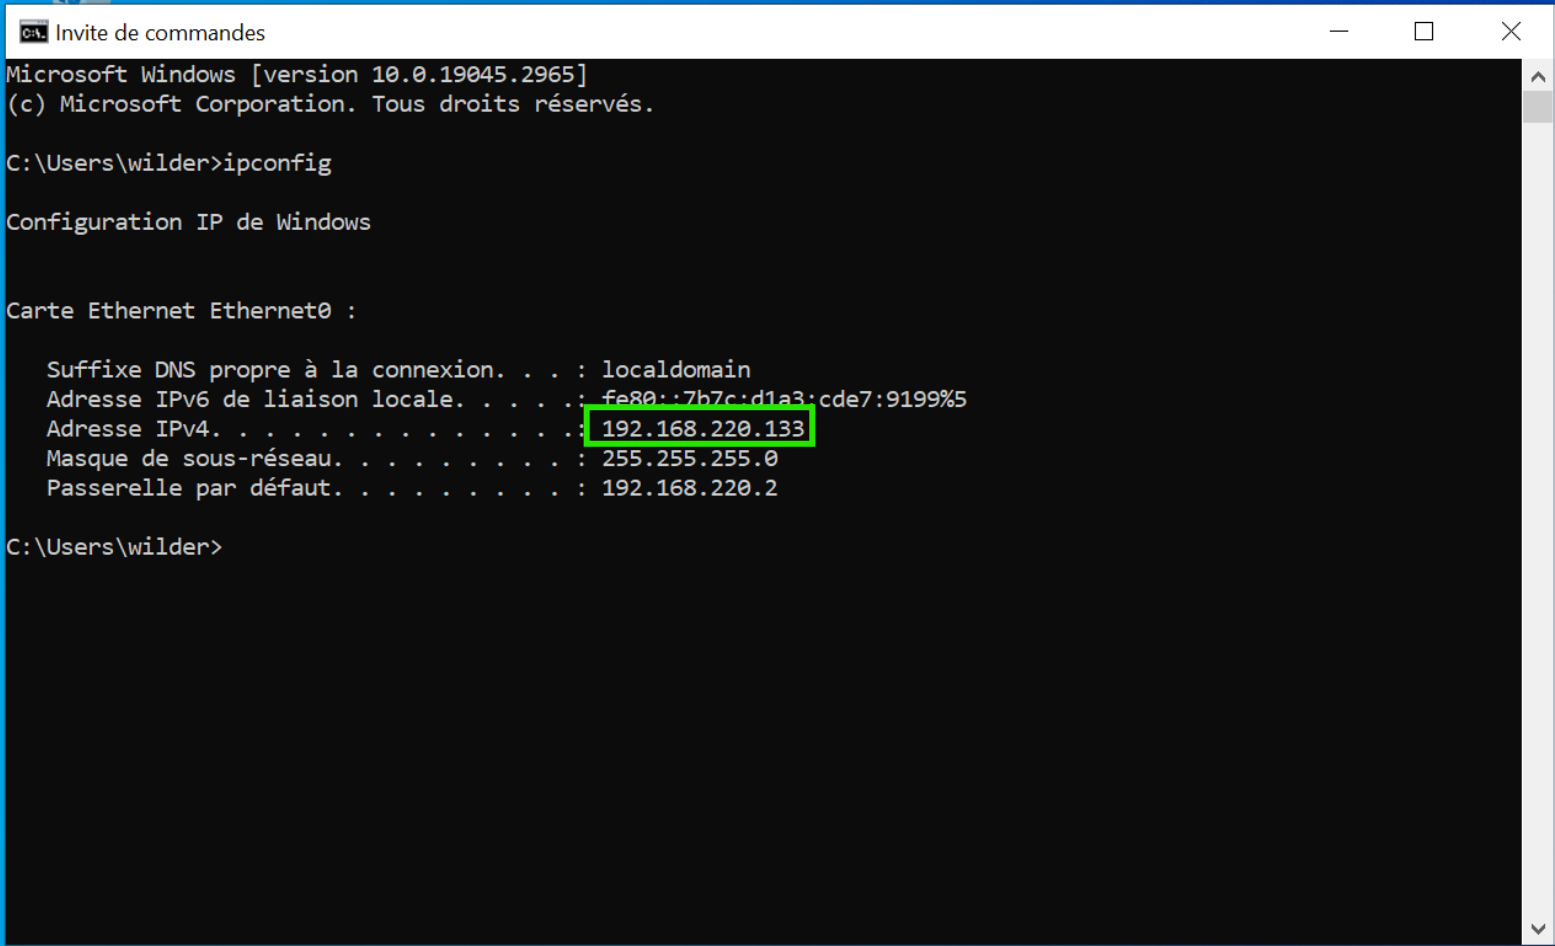 Invite de commandes
Microsoft Windows [version 10.0.19045.2965]
(c) Microsoft Corporation. Tous droits réservés.
C:\Users\wilder>ipconfig
Configuration IP de Windows
Carte Ethernet Ethernet0 :
Suffixe DNS propre à la connexion. . . : localdomain
Adresse IPv6 de liaison locale. . . . .: fe80::7b7c:d1a3:cde7:9199%5
Adresse IPv4. . . . . . . . . . . . . .: 192.168.220.133
Masque de sous-réseau. . . . . . . . . : 255.255.255.0
Passerelle par défaut. . . . . . . . . : 192.168.220.2
C:\Users\wilder>